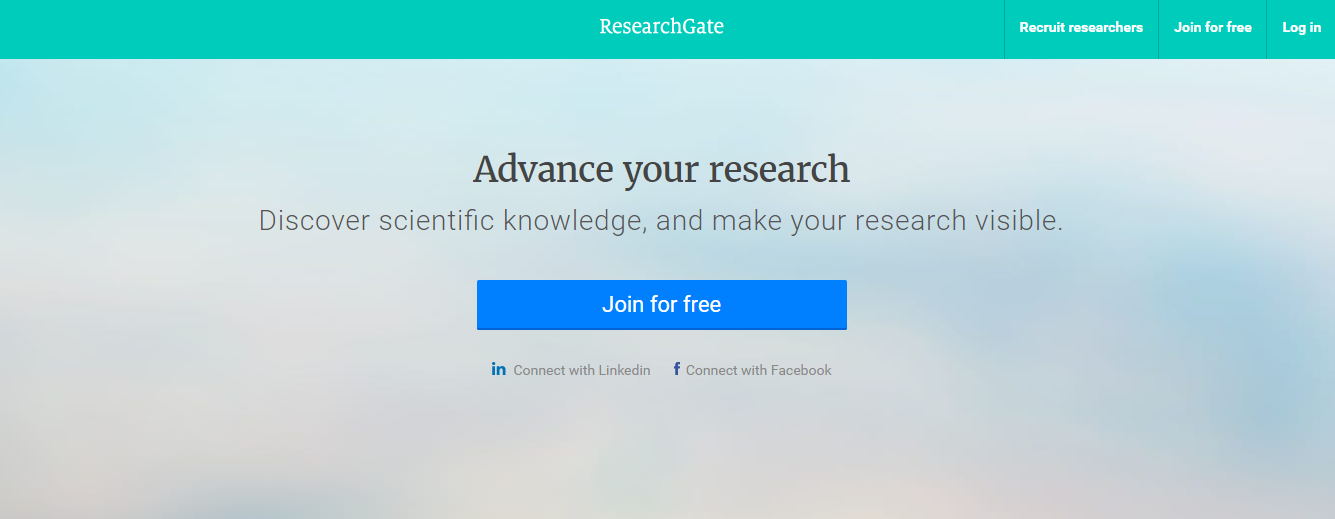 ResearchGate
Recruit researchers
Join for free
Log in
Advance your research
Discover scientific knowledge, and make your research visible.
Join for free
in Connect with Linkedin
f Connect with Facebook